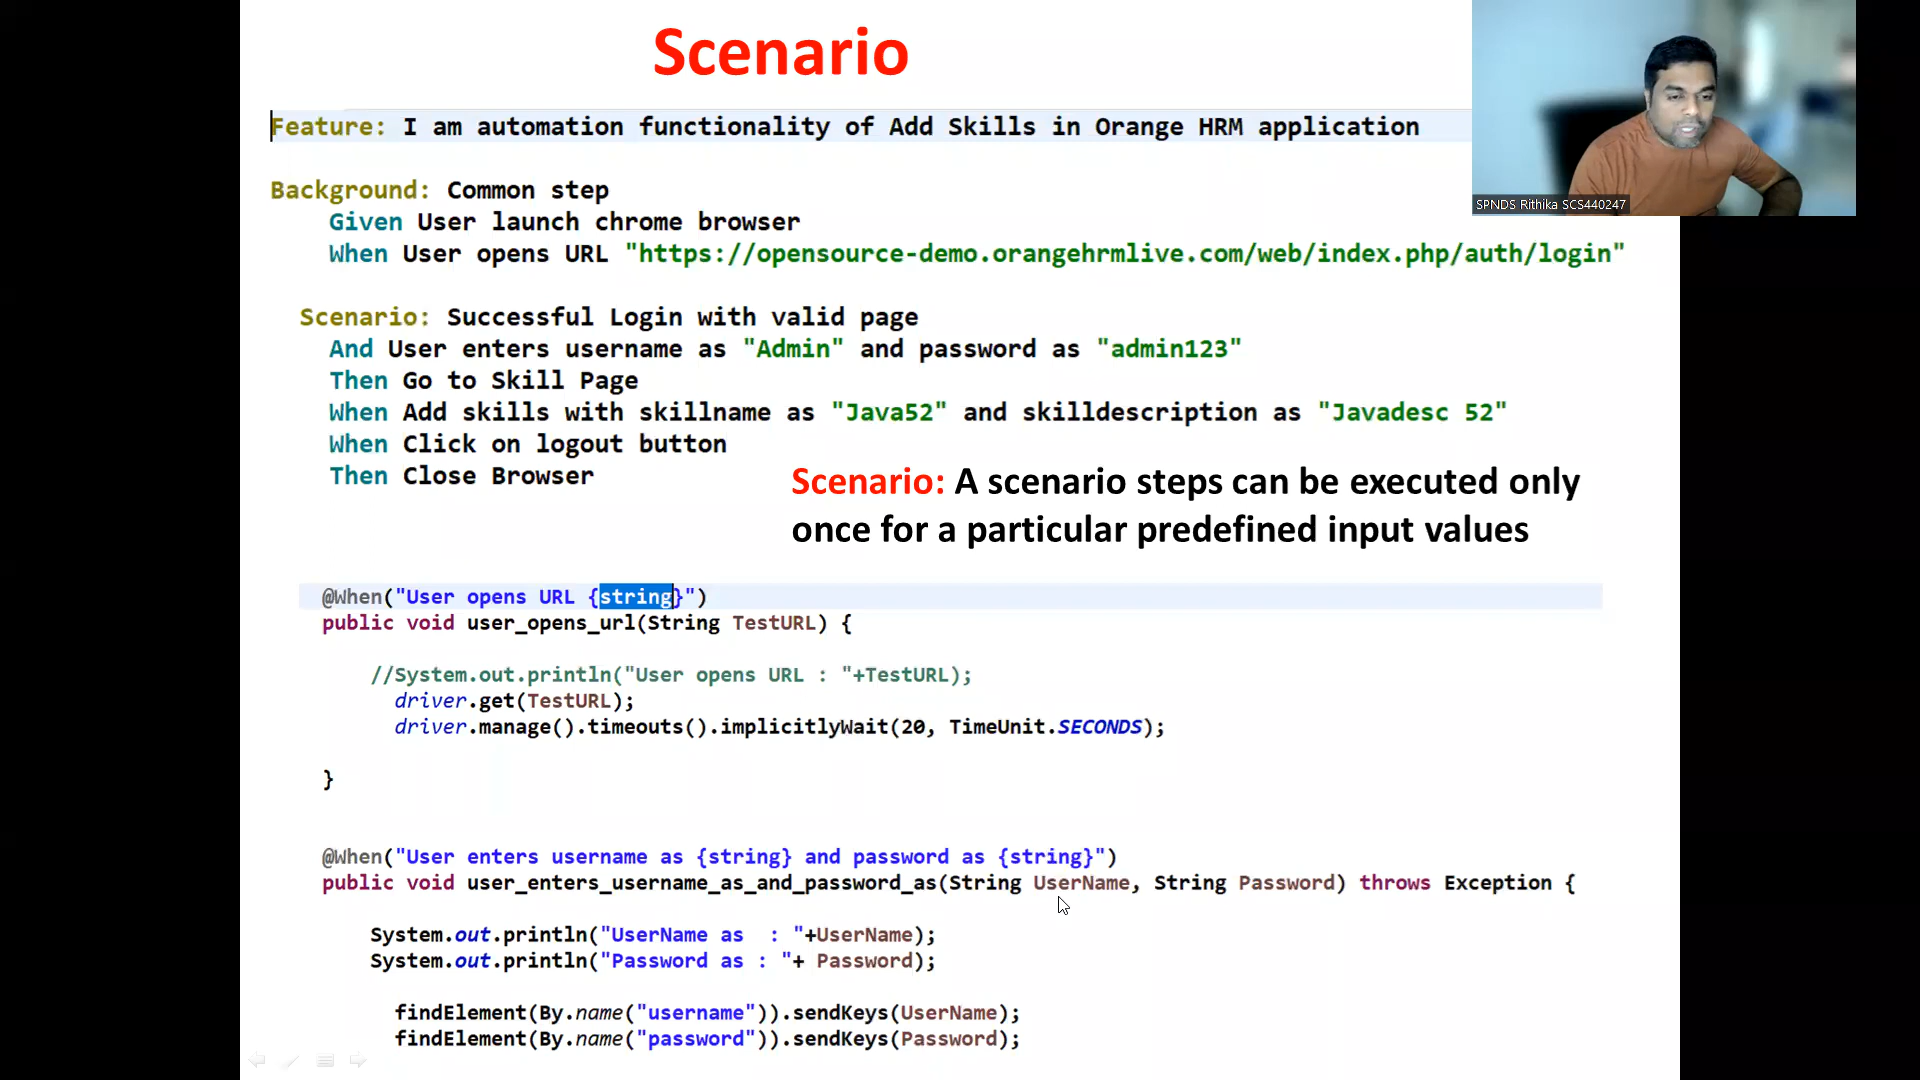 Scenario
Feature: I am automation functionality of Add Skills in Orange HRM application
Background: Common step
Given User launch chrome browser
When User opens URL "https://opensource-demo.orangehrmlive.com/web/index.php/auth/login"
Scenario: Successful Login with valid page
And User enters username as "Admin" and password as "admin123"
Then Go to Skill Page
When Add skills with skillname as "Java52" and skilldescription as "Javadesc 52"
When Click on logout button
Then Close Browser
Scenario: A scenario steps can be executed only
once for a particular predefined input values
@When("User opens URL {string}")
public void user_opens_url(String TestURL) {
//System.out.println("User opens URL : "+TestURL);
driver.get(TestURL);
driver.manage().timeouts().implicitlyWait(20, TimeUnit.SECONDS);
}
@When("User enters username as {string} and password as {string}")
public void user_enters_username_as_and_password_as(String UserName, String Password) throws Exception {
System.out.println("UserName as  : "+UserName);
System.out.println("Password as : "+ Password);
findElement(By.name("username")).sendKeys(UserName);
findElement(By.name("password")).sendKeys(Password);
SPNDS Rithika SCS440247